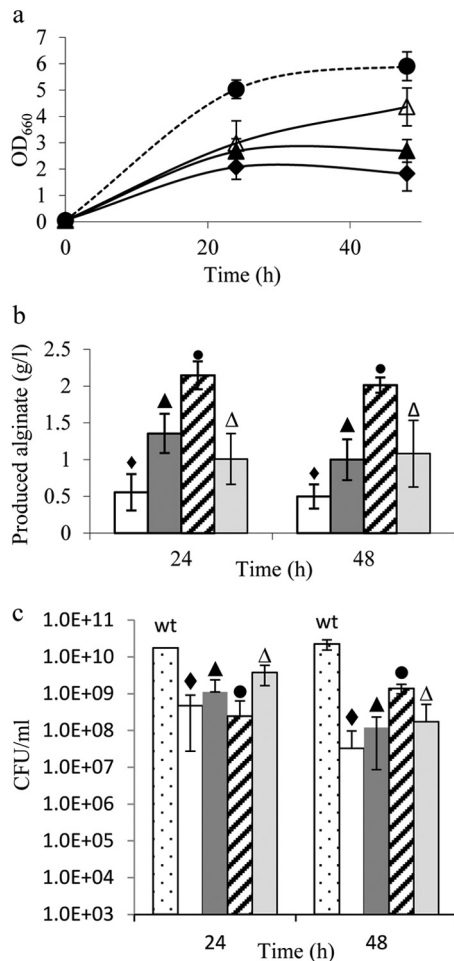 a
7
6
5
4
3
2
1
0
OD660
0 20 40
Time (h)
b
2.5
2
1.5
1
0.5
0
Produced alginate (g/l)
24 48
Time (h)
c
1.0E+11
1.0E+10
1.0E+09
1.0E+08
1.0E+07
1.0E+06
1.0E+05
1.0E+04
1.0E+03
CFU/ml
wt wt
24 48
Time (h)